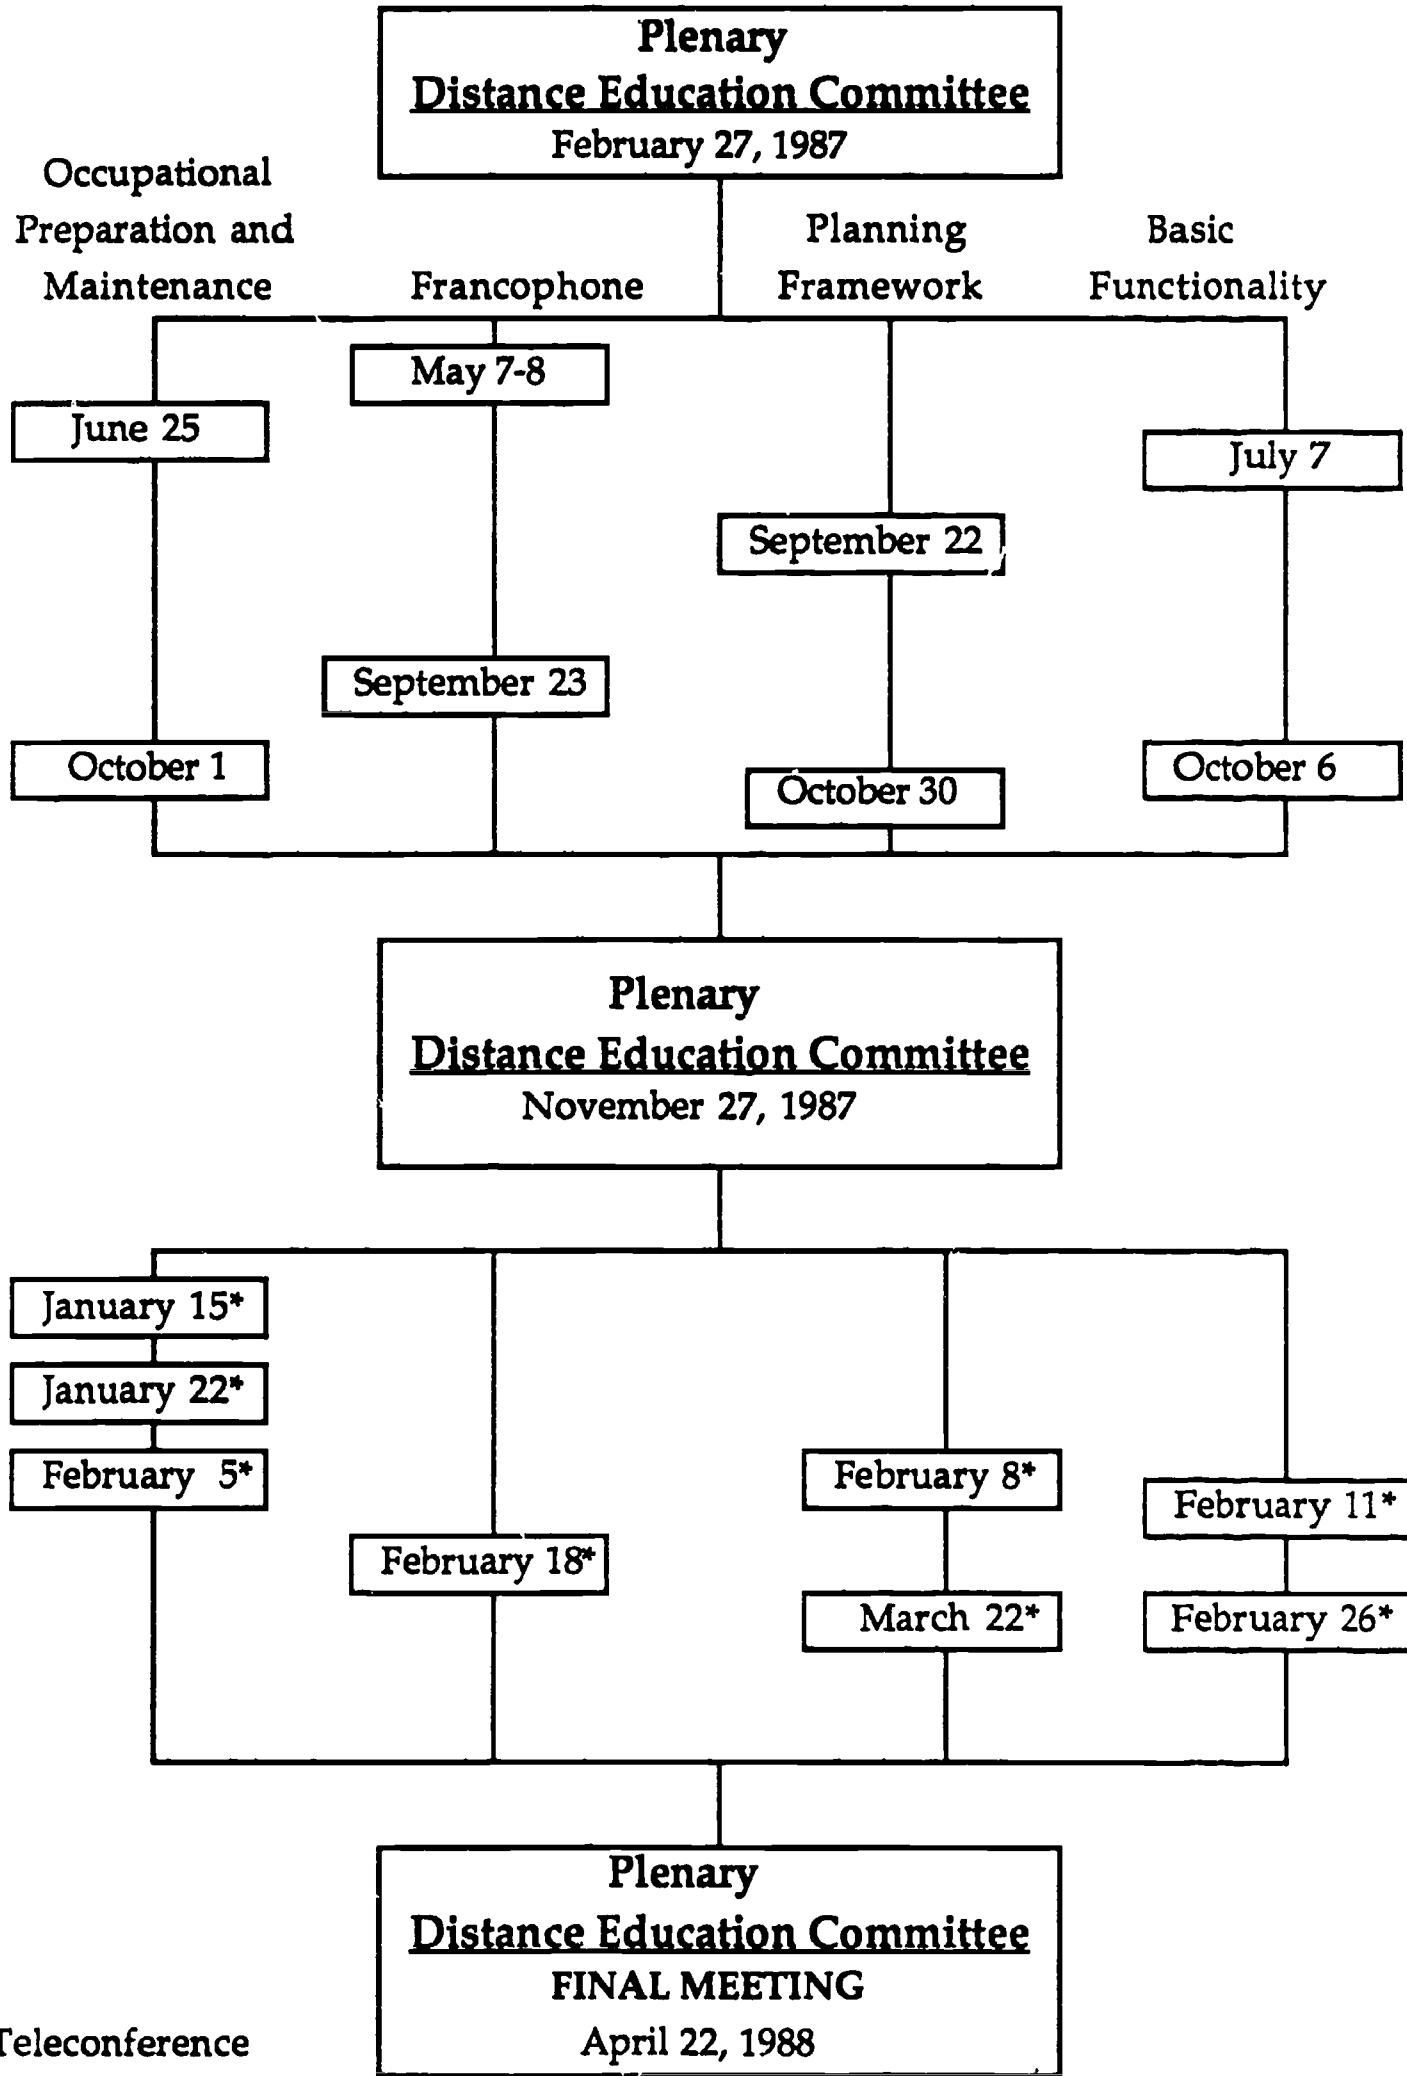 Plenary
Distance Education Committee
February 27, 1987
Occupational
Preparation and
Maintenance
Francophone
Planning
Framework
Basic
Functionality
May 7-8
June 25
July 7
September 22
September 23
October 1
October 6
October 30
Plenary
Distance Education Committee
November 27, 1987
January 15*
January 22*
February 5*
February 8*
February 11*
February 18*
March 22*
February 26*
Plenary
Distance Education Committee
FINAL MEETING
April 22, 1988
Teleconference